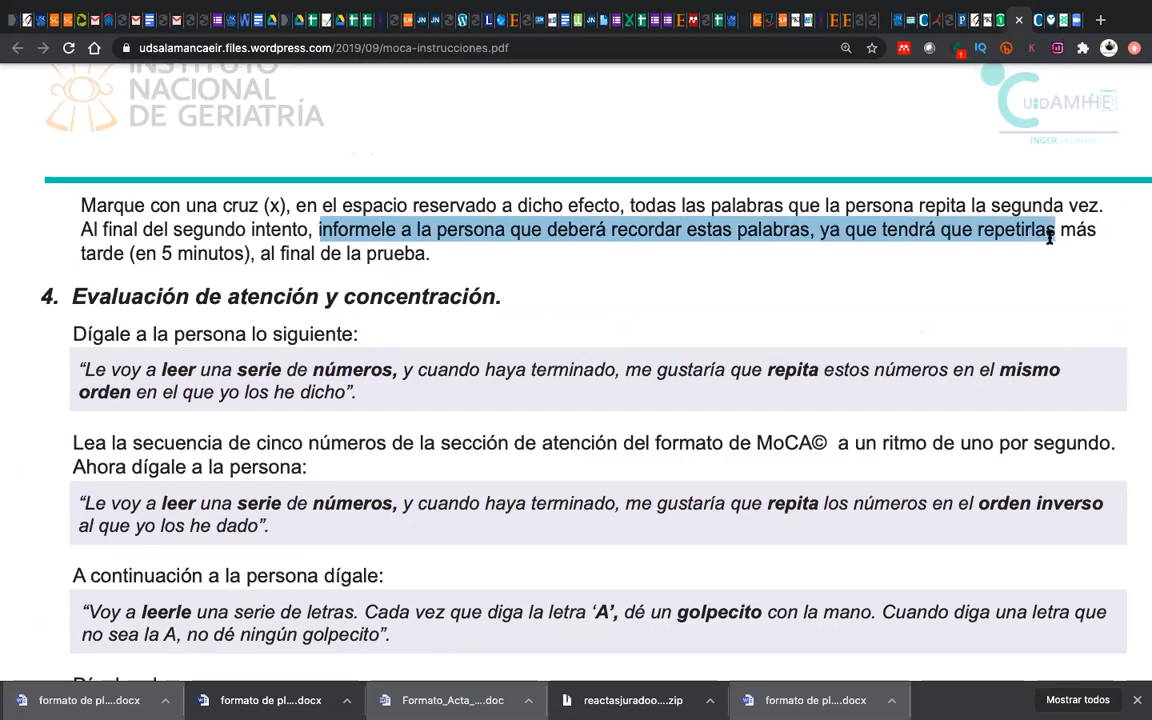 udsalamancaeir.files.wordpress.com/2019/09/moca-instrucciones.pdf
INSTITUTO
NACIONAL
DE GERIATRÍA
INGER
Marque con una cruz (x), en el espacio reservado a dicho efecto, todas las palabras que la persona repita la segunda vez.
Al final del segundo intento, informele a la persona que deberá recordar estas palabras, ya que tendrá que repetirlas más
tarde (en 5 minutos), al final de la prueba.
4. Evaluación de atención y concentración.
Dígale a la persona lo siguiente:
“Le voy a leer una serie de números, y cuando haya terminado, me gustaría que repita estos números en el mismo
orden en el que yo los he dicho”.
Lea la secuencia de cinco números de la sección de atención del formato de MoCA© a un ritmo de uno por segundo.
Ahora dígale a la persona:
“Le voy a leer una serie de números, y cuando haya terminado, me gustaría que repita los números en el orden inverso
al que yo los he dado”.
A continuación a la persona dígale:
“Voy a leerle una serie de letras. Cada vez que diga la letra ‘A’, dé un golpecito con la mano. Cuando diga una letra que
no sea la A, no dé ningún golpecito”.
formato de pl....docx
formato de pl....docx
Formato_Acta_....doc
reactasjuradoo....zip
formato de pl....docx
Mostrar todos